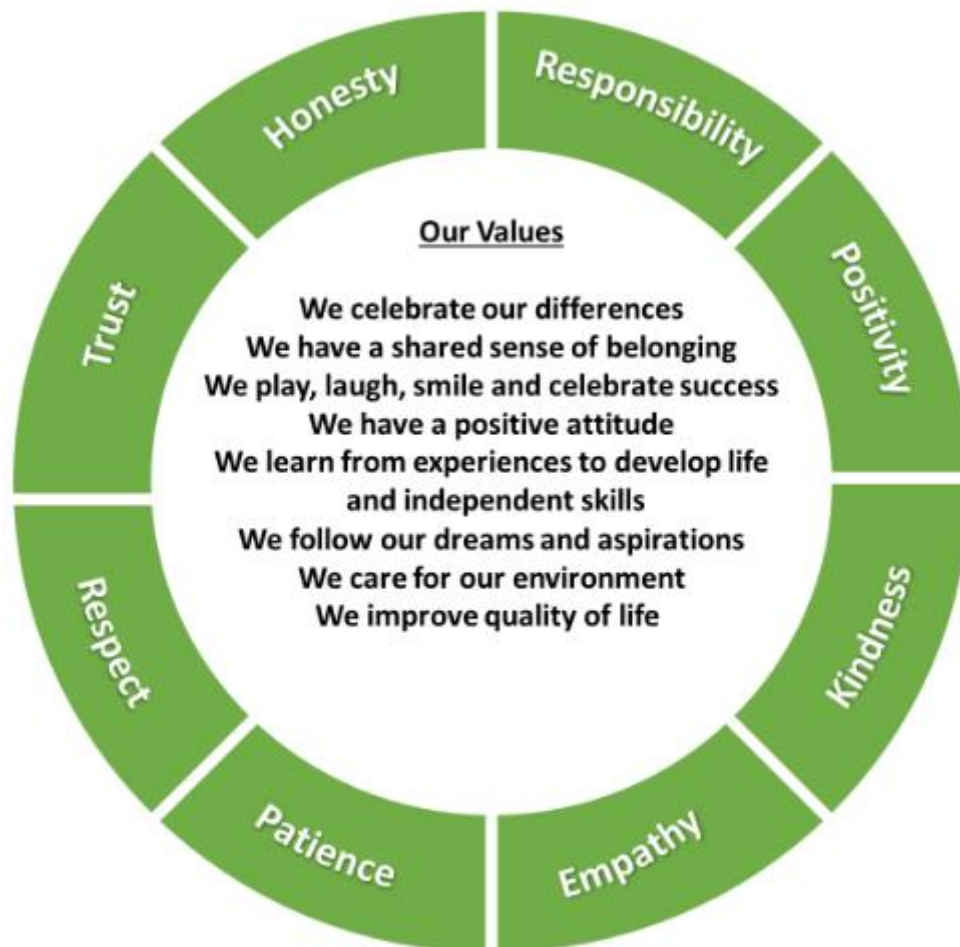 Honesty
Responsibility
Positivity
Kindness
Empathy
Patience
Respect
Trust
Our Values
We celebrate our differences
We have a shared sense of belonging
We play, laugh, smile and celebrate success
We have a positive attitude
We learn from experiences to develop life
and independent skills
We follow our dreams and aspirations
We care for our environment
We improve quality of life